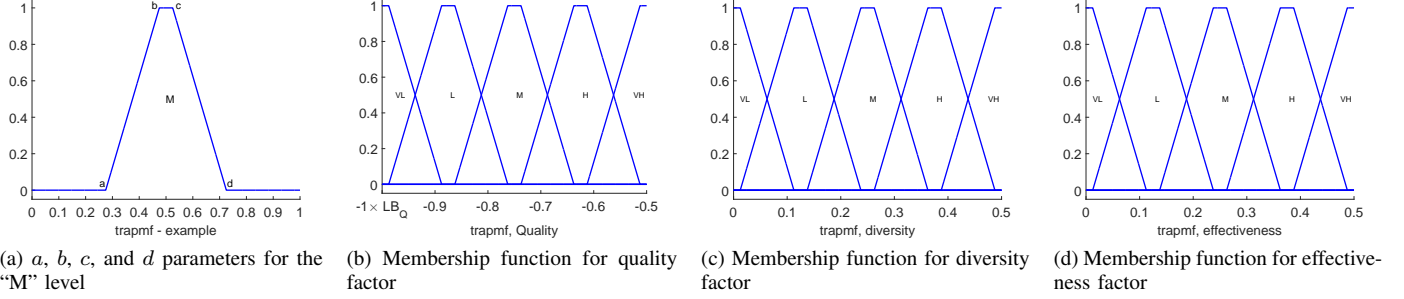 1
0.8
0.6
0.4
0.2
0
b c
M
a d
0 0.1 0.2 0.3 0.4 0.5 0.6 0.7 0.8 0.9 1
trapmf - example
(a) a, b, c, and d parameters for the
“M” level
1
0.8
0.6
0.4
0.2
0
VL L M H VH
-1× LB_Q -0.9 -0.8 -0.7 -0.6 -0.5
trapmf, Quality
(b) Membership function for quality
factor
1
0.8
0.6
0.4
0.2
0
VL L M H VH
0 0.1 0.2 0.3 0.4 0.5
trapmf, diversity
(c) Membership function for diversity
factor
1
0.8
0.6
0.4
0.2
0
VL L M H VH
0 0.1 0.2 0.3 0.4 0.5
trapmf, effectiveness
(d) Membership function for effective-
ness factor